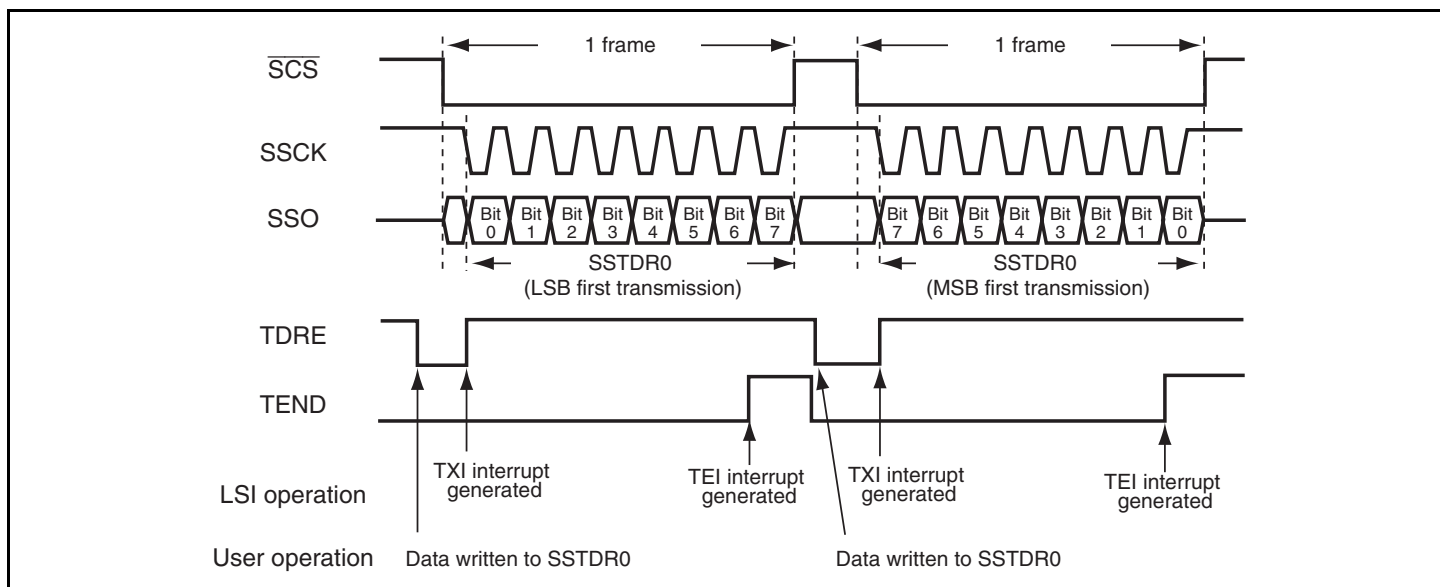 1 frame 1 frame
SCS
SSCK
SSO Bit 0 Bit 1 Bit 2 Bit 3 Bit 4 Bit 5 Bit 6 Bit 7 Bit 7 Bit 6 Bit 5 Bit 4 Bit 3 Bit 2 Bit 1 Bit 0
SSTDR0 SSTDR0
(LSB first transmission) (MSB first transmission)
TDRE
TEND
LSI operation
TXI interrupt generated
TEI interrupt generated
TXI interrupt generated
TEI interrupt generated
User operation Data written to SSTDR0 Data written to SSTDR0